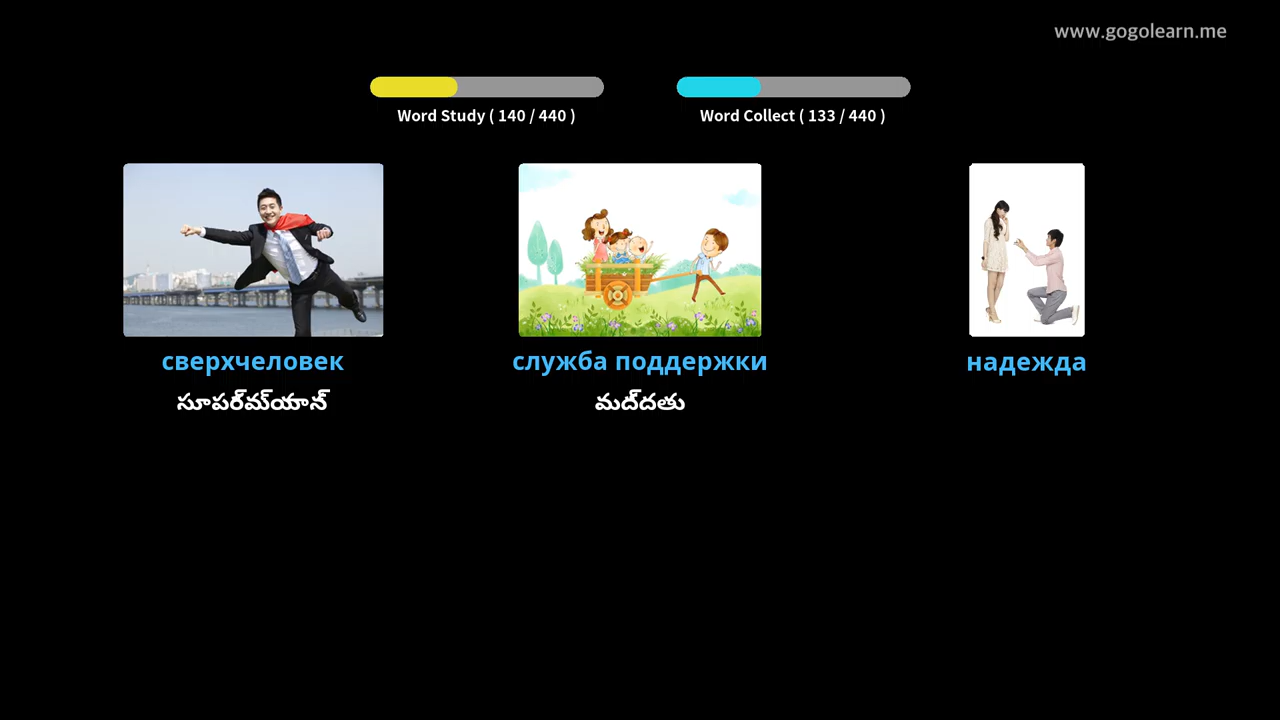 www.gogolearn.me
Word Study ( 140 / 440 )
Word Collect ( 133 / 440 )
сверхчеловек
служба поддержки
надежда
సూపర్‌మ్‌యాన్
మద్‌దతు